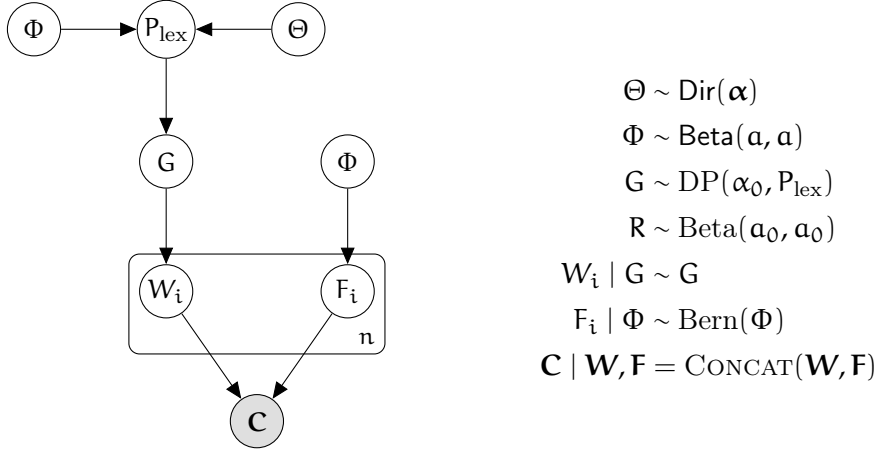 Φ
P_lex
Θ
G
Φ
W_i
F_i
n
C
Θ ∼ Dir(α)
Φ ∼ Beta(a, a)
G ∼ DP(α_0, P_lex)
R ∼ Beta(a_0, a_0)
W_i | G ∼ G
F_i | Φ ∼ Bern(Φ)
C | W, F = CONCAT(W, F)